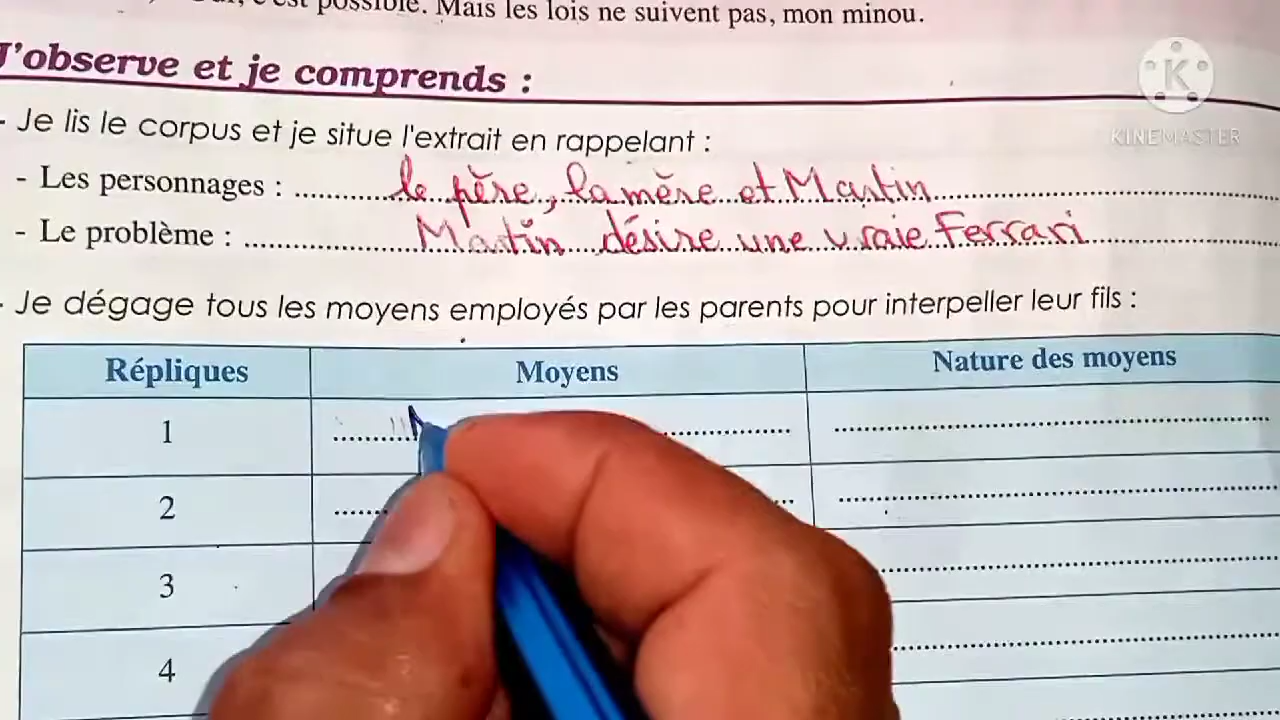 c'est possible. Mais les lois ne suivent pas, mon minou.
J'observe et je comprends :
- Je lis le corpus et je situe l'extrait en rappelant :
- Les personnages : le père, la mère et Martin
- Le problème : Martin désire une vraie Ferrari
- Je dégage tous les moyens employés par les parents pour interpeller leur fils :
Répliques Moyens Nature des moyens
1
2
3
4
K
KINEMASTER